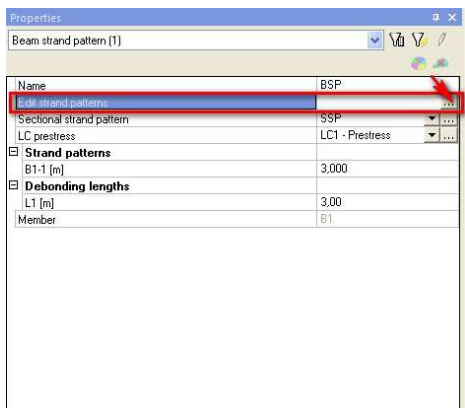 Properties
Beam strand pattern (1)
Name BSP
Edit strand patterns ...
Sectional strand pattern SSP ...
LC prestress LC1 - Prestress ...
Strand patterns
B1-1 [m] 3,000
Debonding lengths
L1 [m] 3,00
Member B1